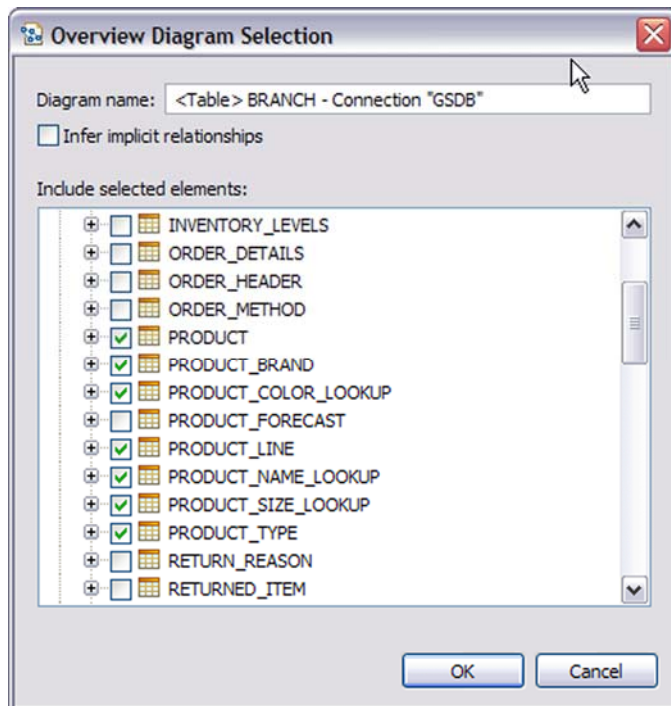 Overview Diagram Selection
Diagram name: <Table> BRANCH - Connection "GSDB"
Infer implicit relationships
Include selected elements:
INVENTORY_LEVELS
ORDER_DETAILS
ORDER_HEADER
ORDER_METHOD
PRODUCT
PRODUCT_BRAND
PRODUCT_COLOR_LOOKUP
PRODUCT_FORECAST
PRODUCT_LINE
PRODUCT_NAME_LOOKUP
PRODUCT_SIZE_LOOKUP
PRODUCT_TYPE
RETURN_REASON
RETURNED_ITEM
OK Cancel